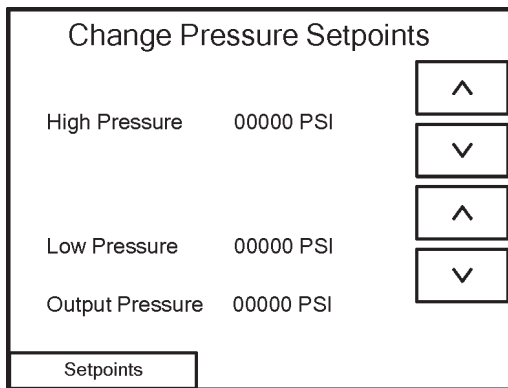 Change Pressure Setpoints
High Pressure 00000 PSI
Low Pressure 00000 PSI
Output Pressure 00000 PSI
Setpoints